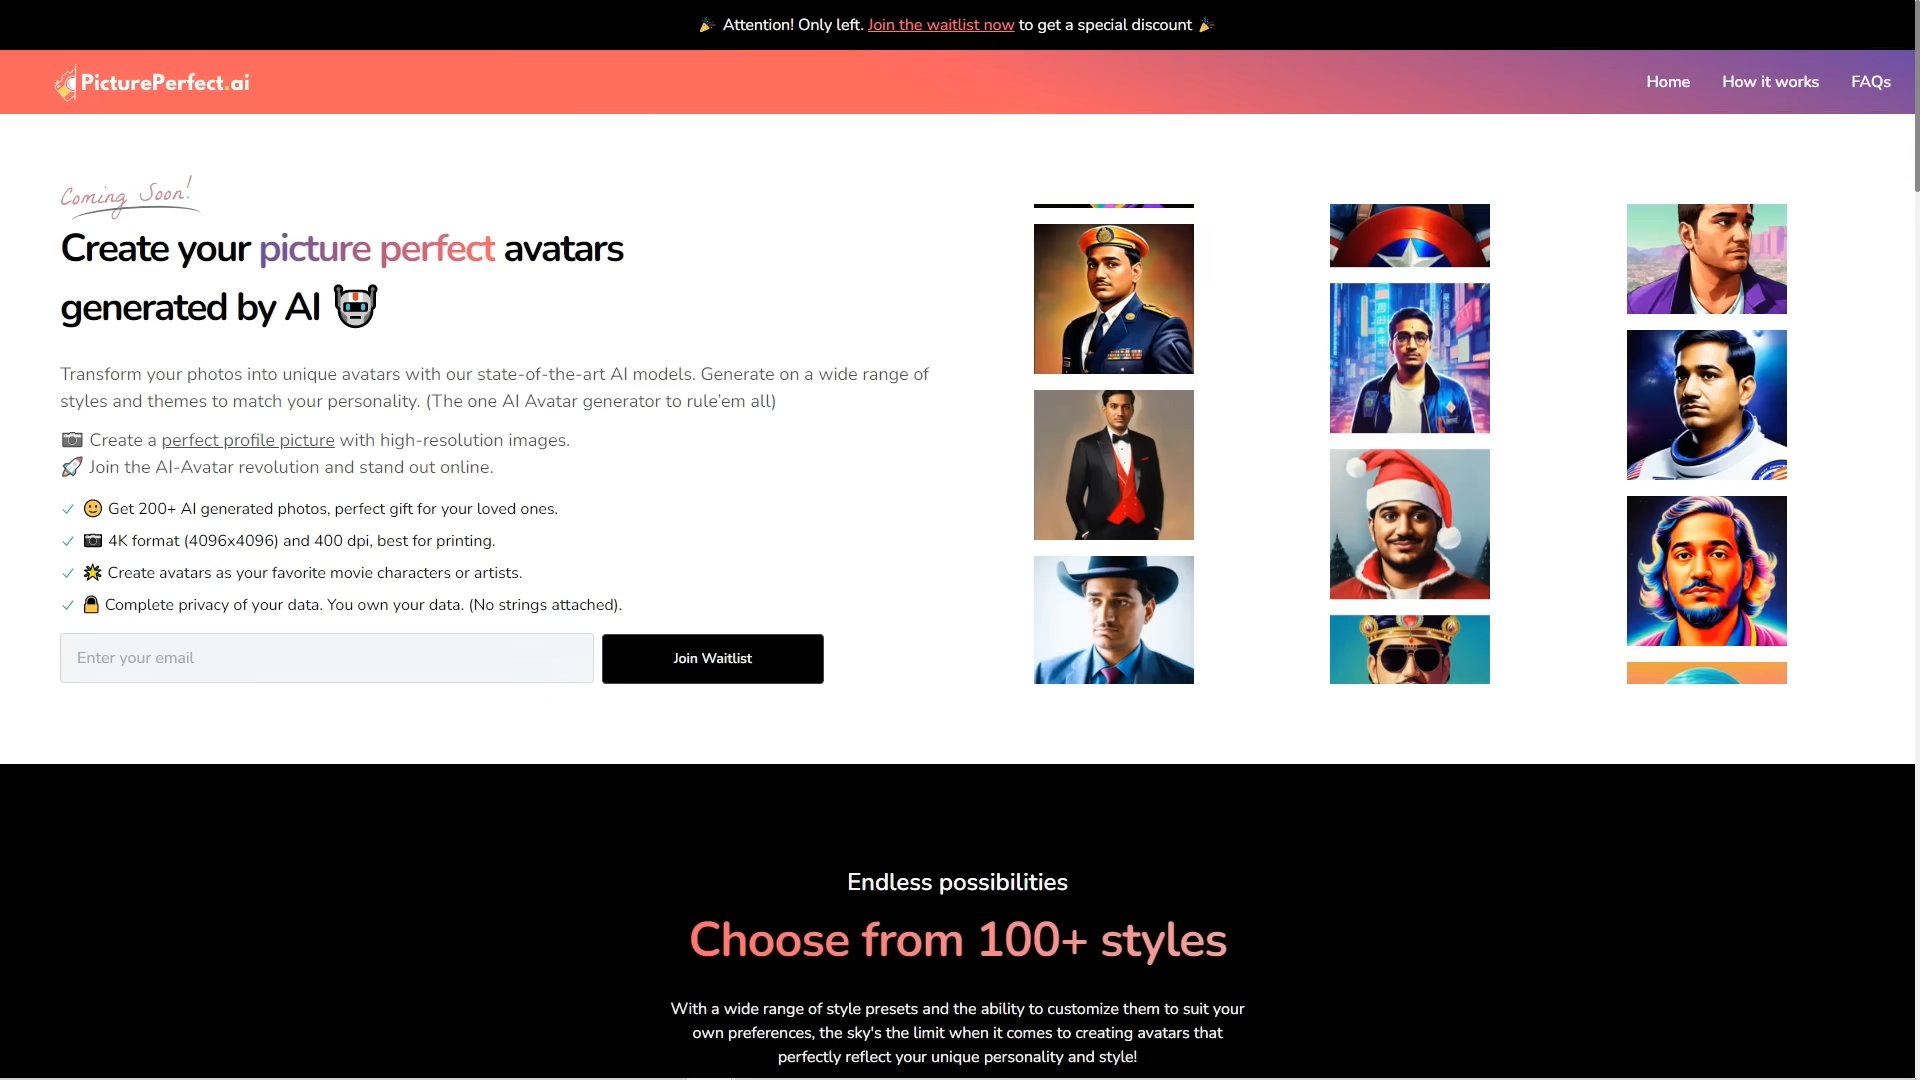 🎉 Attention! Only left. Join the waitlist now to get a special discount 🎉
PicturePerfect.ai
Home How it works FAQs
Coming Soon!
Create your picture perfect avatars
generated by AI 🤖
Transform your photos into unique avatars with our state-of-the-art AI models. Generate on a wide range of
styles and themes to match your personality. (The one AI Avatar generator to rule'em all)
📷 Create a perfect profile picture with high-resolution images.
🚀 Join the AI-Avatar revolution and stand out online.
✓ 🙂 Get 200+ AI generated photos, perfect gift for your loved ones.
✓ 📷 4K format (4096x4096) and 400 dpi, best for printing.
✓ 🌟 Create avatars as your favorite movie characters or artists.
✓ 🔒 Complete privacy of your data. You own your data. (No strings attached).
Enter your email
Join Waitlist
Endless possibilities
Choose from 100+ styles
With a wide range of style presets and the ability to customize them to suit your
own preferences, the sky's the limit when it comes to creating avatars that
perfectly reflect your unique personality and style!